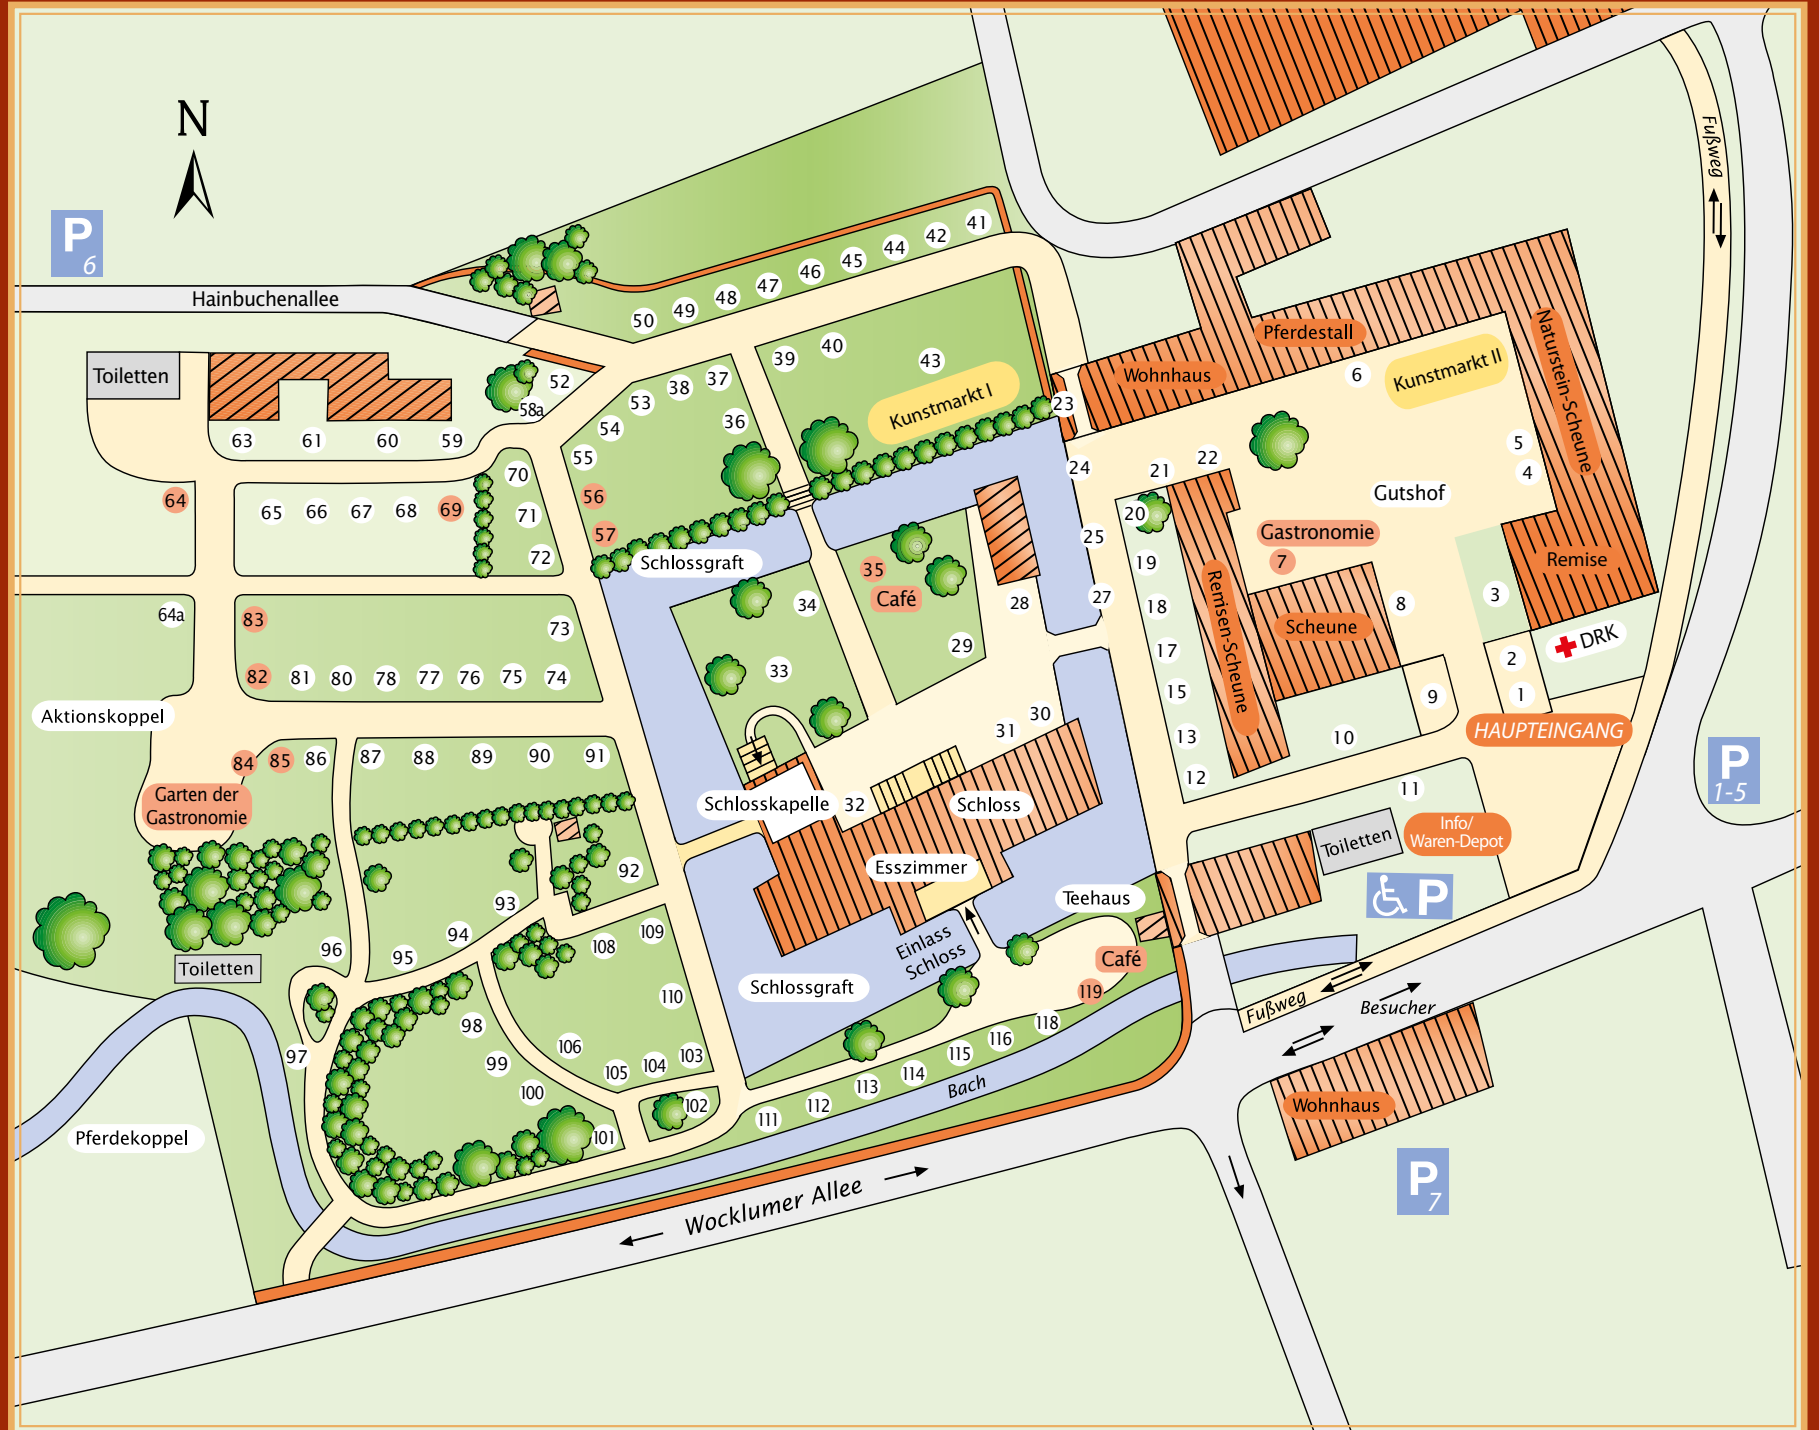 N
P
6
Hainbuchenallee
Toiletten
50
49
48
47
46
45
44
42
41
52
58a
63
61
60
59
53
38
37
39
40
43
36
54
55
56
57
Kunstmarkt I
23
Wohnhaus
Pferdestall
6
Kunstmarkt II
Naturstein-Scheune
Fußweg
64
65
66
67
68
69
70
71
72
Schlossgraft
35
Café
28
24
25
27
21
22
20
19
18
17
15
13
12
Gutshof
5
4
Gastronomie
7
Remisen-Scheune
Scheune
8
Remise
3
2
1
DRK
9
10
HAUPTEINGANG
P
1-5
64a
83
82
81
80
78
77
76
75
74
73
34
33
29
30
31
Aktionskoppel
84
85
86
87
88
89
90
91
Garten der
Gastronomie
Schlosskapelle
32
Schloss
Esszimmer
11
Toiletten
Info/
Waren-Depot
P
92
93
94
95
96
Toiletten
Teehaus
Einlass
Schloss
Café
119
108
109
110
Schlossgraft
97
98
99
100
101
102
103
104
105
106
118
116
115
114
113
112
111
Bach
Fußweg
Besucher
Wohnhaus
Pferdekoppel
P
7
Wocklumer Allee